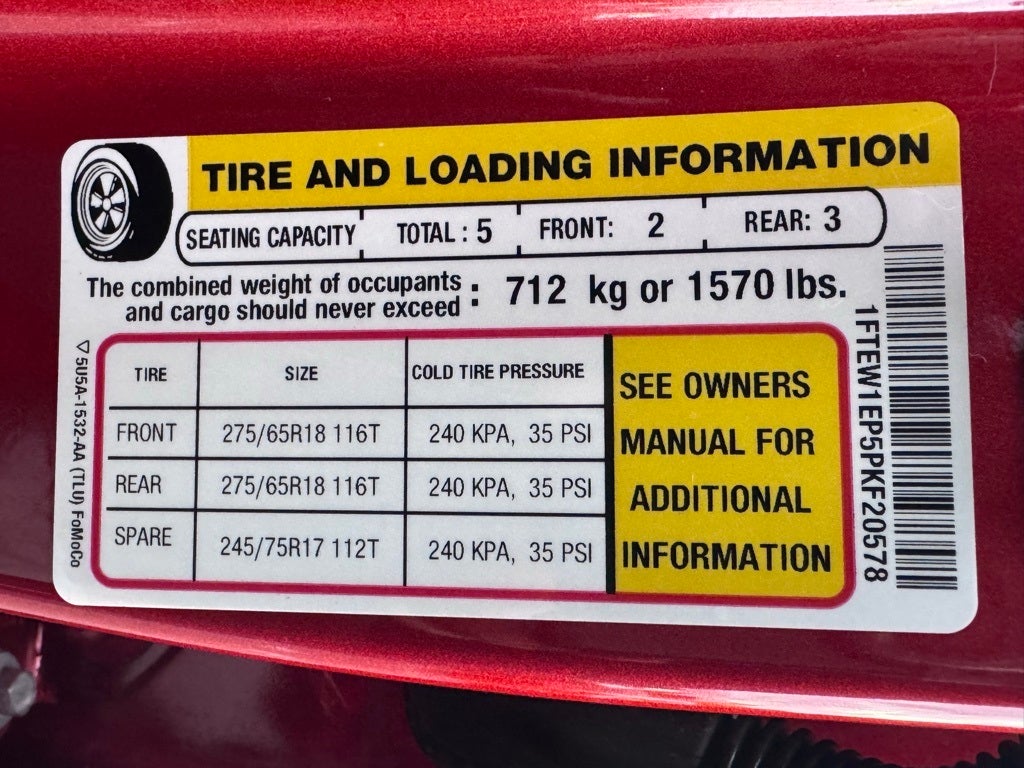 TIRE AND LOADING INFORMATION
SEATING CAPACITY TOTAL : 5 FRONT: 2 REAR: 3
The combined weight of occupants
and cargo should never exceed : 712 kg or 1570 lbs.
TIRE SIZE COLD TIRE PRESSURE
FRONT 275/65R18 116T 240 KPA, 35 PSI
REAR 275/65R18 116T 240 KPA, 35 PSI
SPARE 245/75R17 112T 240 KPA, 35 PSI
SEE OWNERS
MANUAL FOR
ADDITIONAL
INFORMATION
5U5A-1532-AA (TLU) FoMoCo
1FTEW1EP5PKF20578